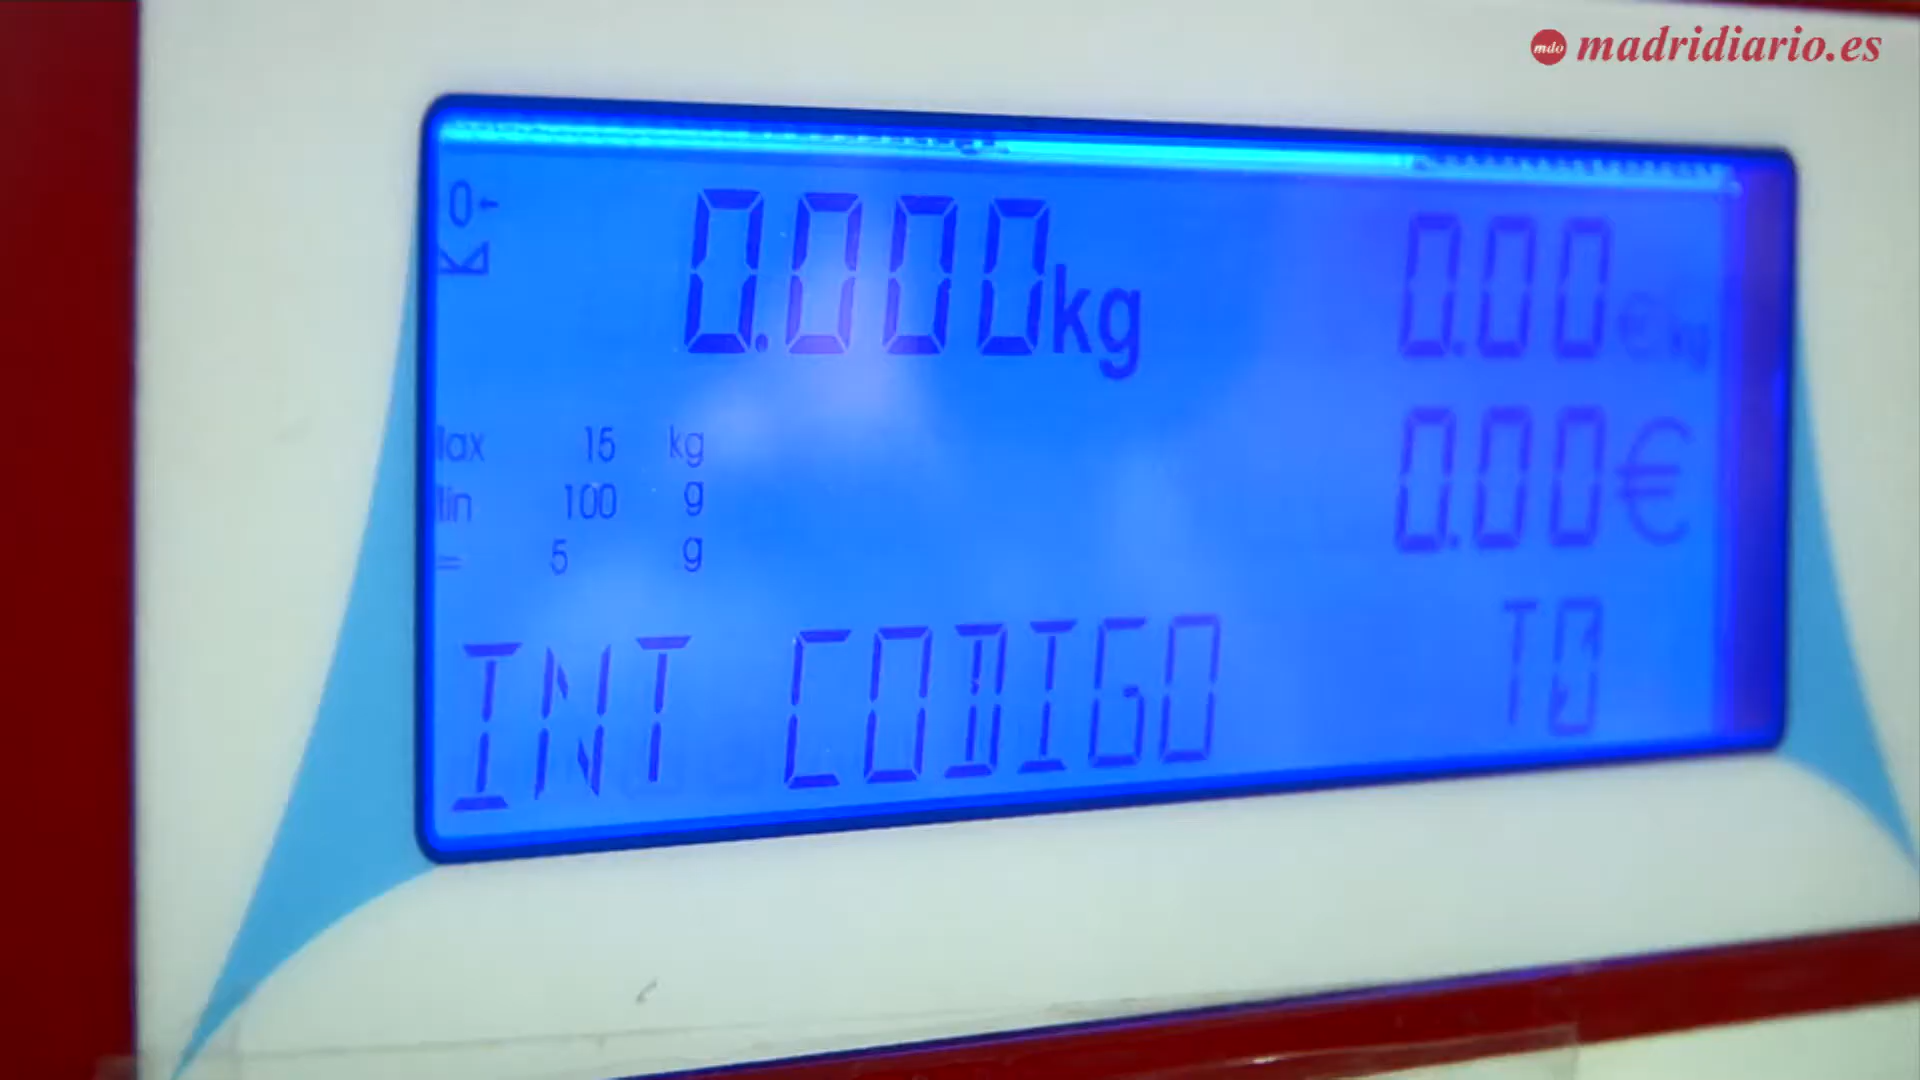 mdo madridiario.es
0.000kg
0.00€kg
Max 15 kg
Min 100 g
= 5 g
0.00€
INT CODIGO T0